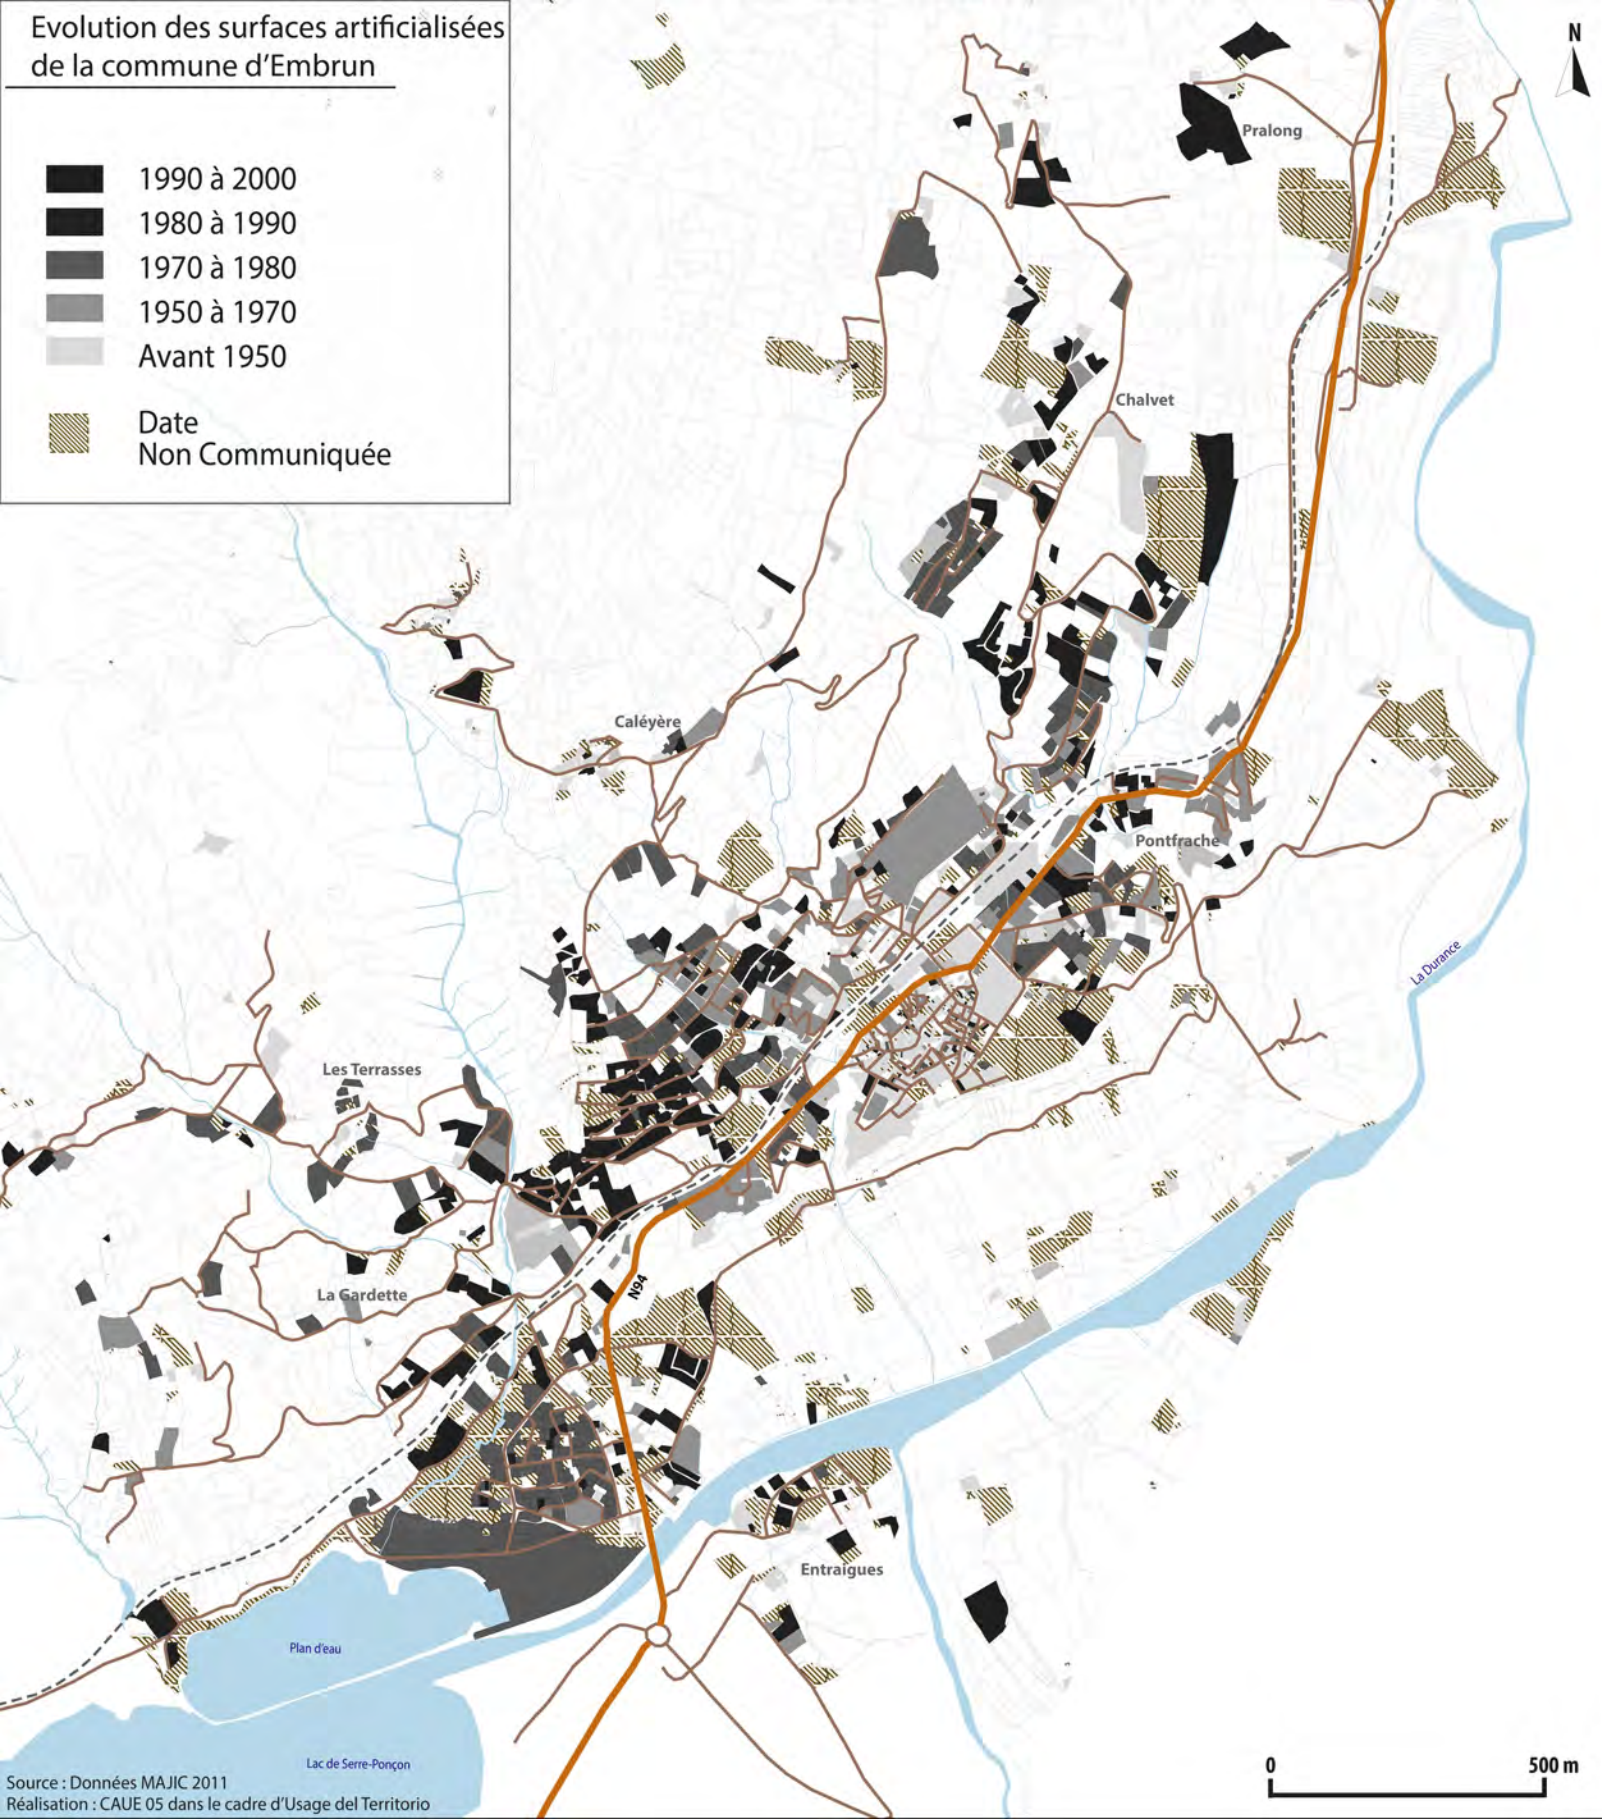 Evolution des surfaces artificialisées
de la commune d'Embrun
1990 à 2000
1980 à 1990
1970 à 1980
1950 à 1970
Avant 1950
Date
Non Communiquée
N
Pralong
Chalvet
Caléyère
Pontfrache
La Durance
Les Terrasses
La Gardette
N94
Entraigues
Plan d'eau
Lac de Serre-Ponçon
0
500 m
Source : Données MAJIC 2011
Réalisation : CAUE 05 dans le cadre d'Usage del Territorio